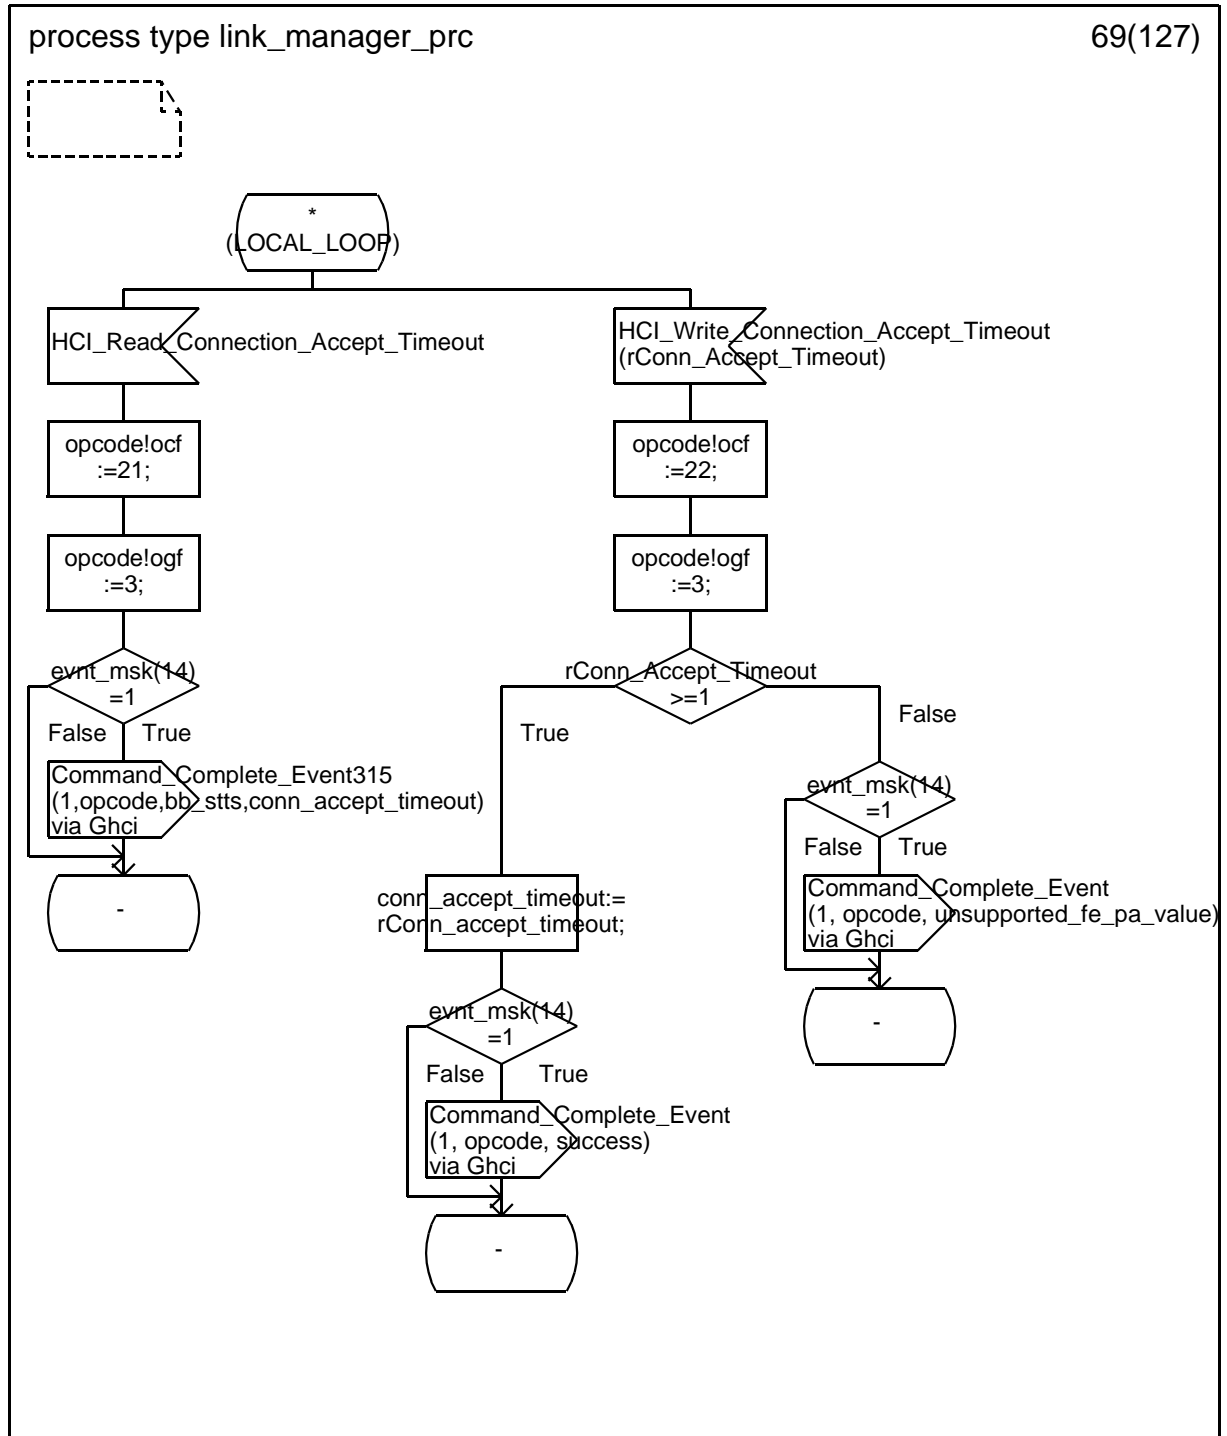 process type link_manager_prc
69(127)
*
(LOCAL_LOOP)
HCI_Read_Connection_Accept_Timeout
opcode!ocf
:=21;
opcode!ogf
:=3;
evnt_msk(14)
=1
False
True
Command_Complete_Event315
(1,opcode,bb_stts,conn_accept_timeout)
via Ghci
-
HCI_Write_Connection_Accept_Timeout
(rConn_Accept_Timeout)
opcode!ocf
:=22;
opcode!ogf
:=3;
rConn_Accept_Timeout
>=1
True
False
conn_accept_timeout:=
rConn_accept_timeout;
evnt_msk(14)
=1
False
True
Command_Complete_Event
(1, opcode, success)
via Ghci
-
evnt_msk(14)
=1
False
True
Command_Complete_Event
(1, opcode, unsupported_fe_pa_value)
via Ghci
-